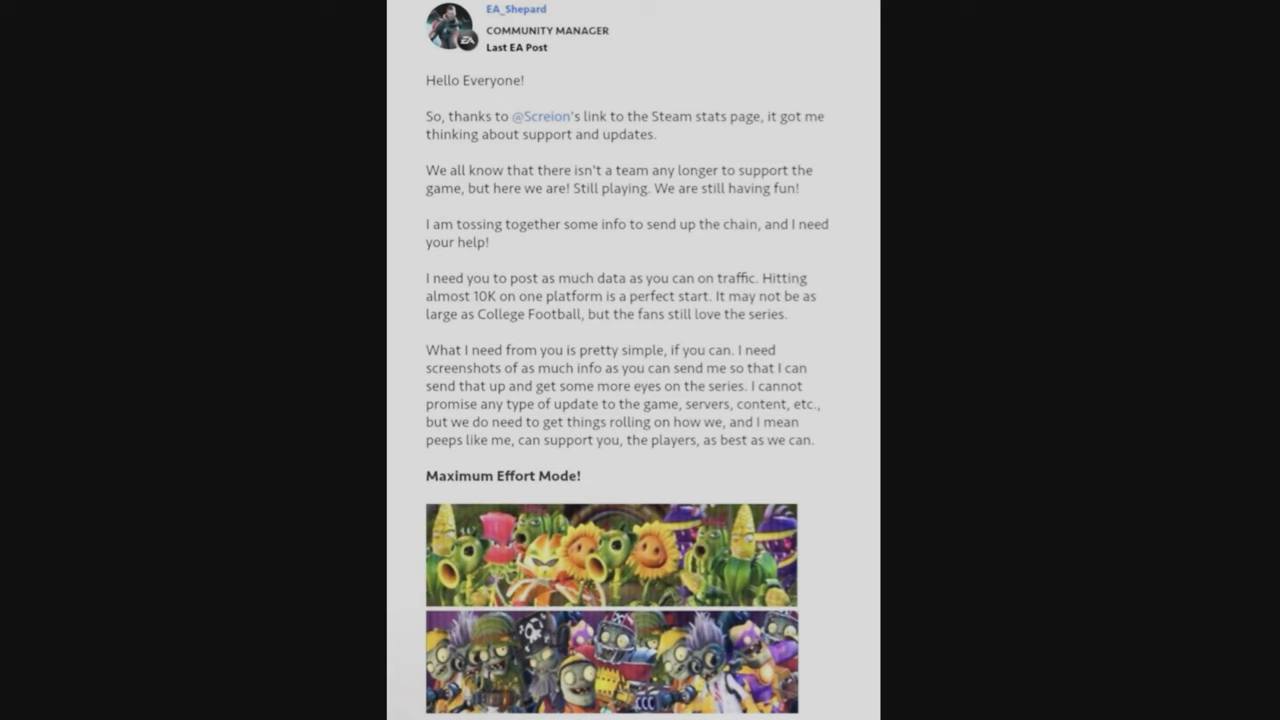 EA_Shepard
COMMUNITY MANAGER
EA
Last EA Post
Hello Everyone!
So, thanks to @Screion's link to the Steam stats page, it got me
thinking about support and updates.
We all know that there isn't a team any longer to support the
game, but here we are! Still playing. We are still having fun!
I am tossing together some info to send up the chain, and I need
your help!
I need you to post as much data as you can on traffic. Hitting
almost 10K on one platform is a perfect start. It may not be as
large as College Football, but the fans still love the series.
What I need from you is pretty simple, if you can. I need
screenshots of as much info as you can send me so that I can
send that up and get some more eyes on the series. I cannot
promise any type of update to the game, servers, content, etc.,
but we do need to get things rolling on how we, and I mean
peeps like me, can support you, the players, as best as we can.
Maximum Effort Mode!